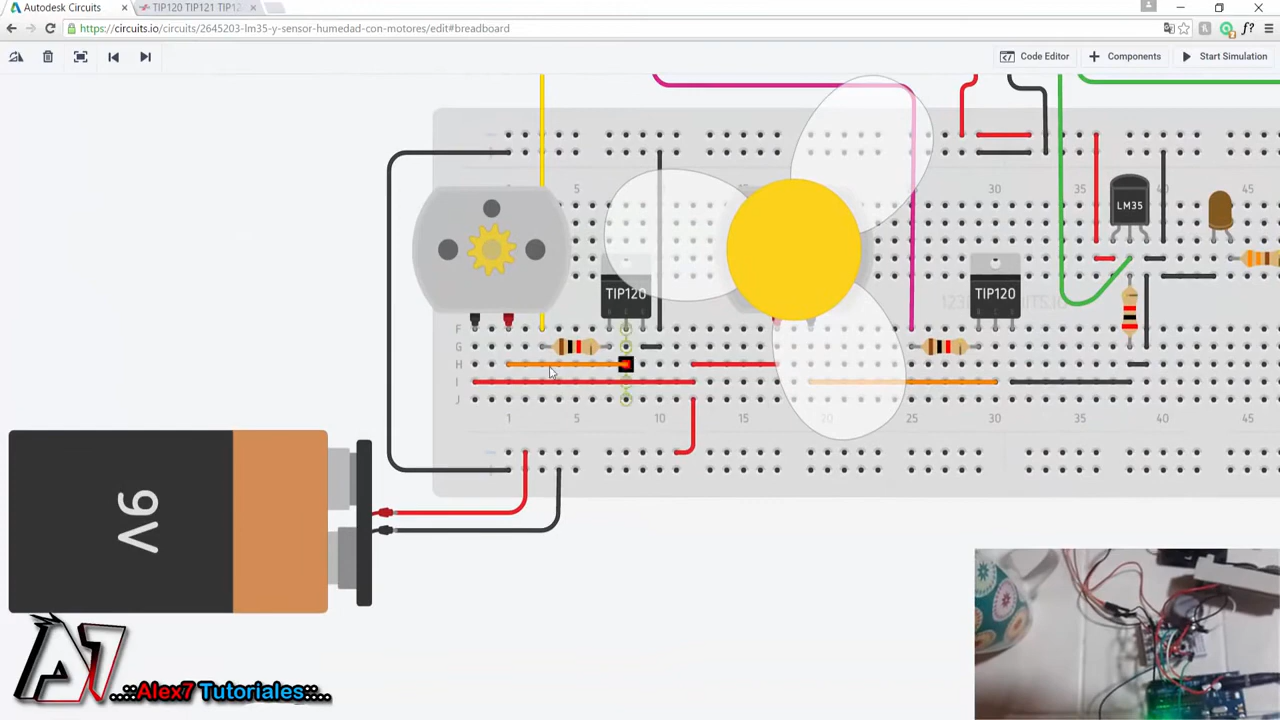 Autodesk Circuits
TIP120 TIP121 TIP12
https://circuits.io/circuits/2645203-lm35-y-sensor-humedad-con-motores/edit#breadboard
f?
Code Editor
Components
Start Simulation
5
30
35
40
45
LM35
TIP120
TIP120
F
G
H
I
J
1
5
10
15
20
25
30
35
40
45
9V
A7
..::Alex7 Tutoriales::..